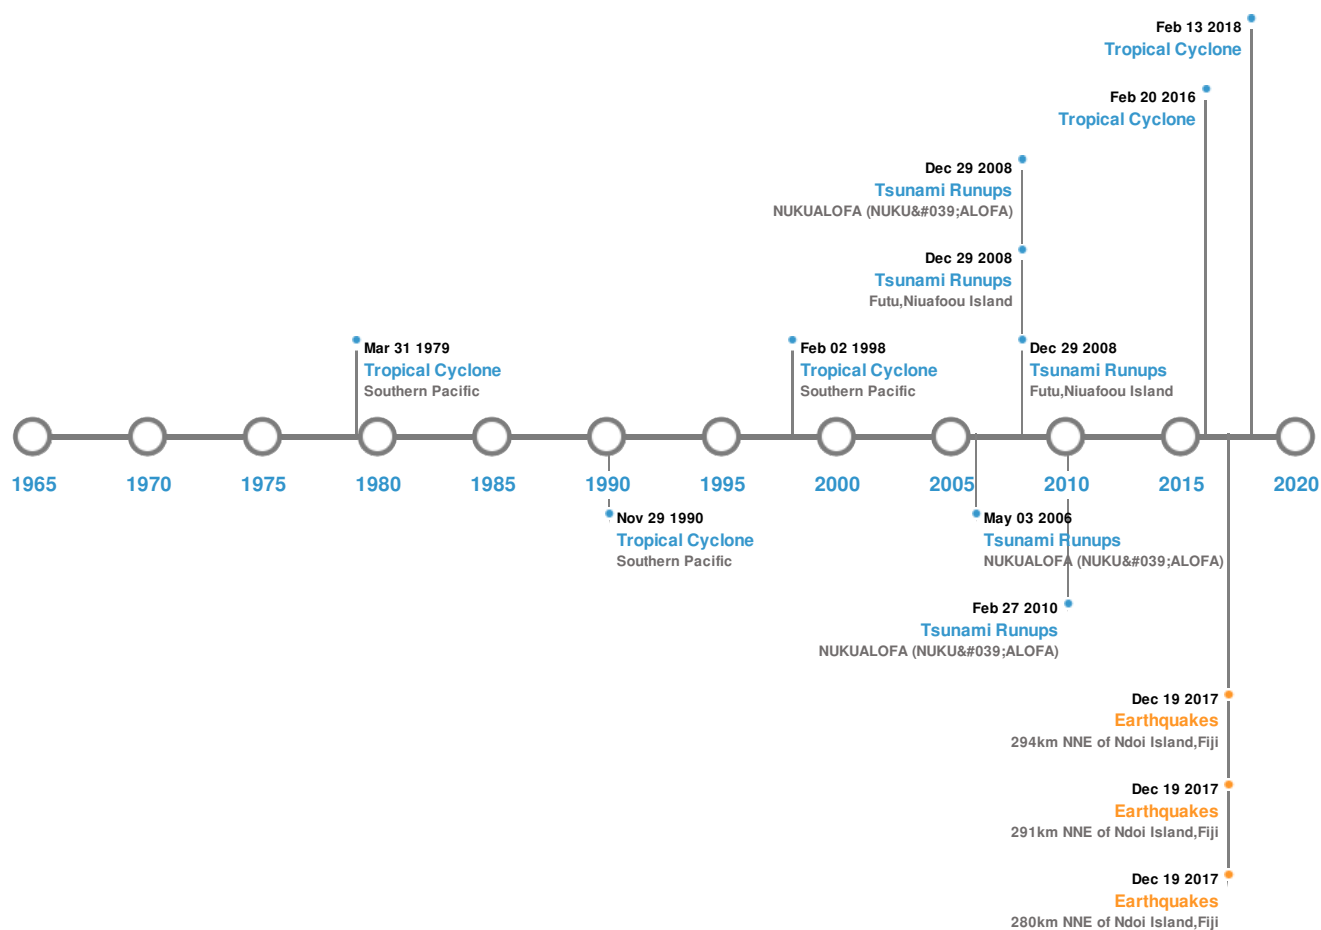 Feb 13 2018
Tropical Cyclone
Feb 20 2016
Tropical Cyclone
Dec 29 2008
Tsunami Runups
NUKUALOFA (NUKU&#039;ALOFA)
Dec 29 2008
Tsunami Runups
Futu,Niuafoou Island
Mar 31 1979
Tropical Cyclone
Southern Pacific
Feb 02 1998
Tropical Cyclone
Southern Pacific
Dec 29 2008
Tsunami Runups
Futu,Niuafoou Island
1965 1970 1975 1980 1985 1990 1995 2000 2005 2010 2015 2020
Nov 29 1990
Tropical Cyclone
Southern Pacific
May 03 2006
Tsunami Runups
NUKUALOFA (NUKU&#039;ALOFA)
Feb 27 2010
Tsunami Runups
NUKUALOFA (NUKU&#039;ALOFA)
Dec 19 2017
Earthquakes
294km NNE of Ndoi Island,Fiji
Dec 19 2017
Earthquakes
291km NNE of Ndoi Island,Fiji
Dec 19 2017
Earthquakes
280km NNE of Ndoi Island,Fiji